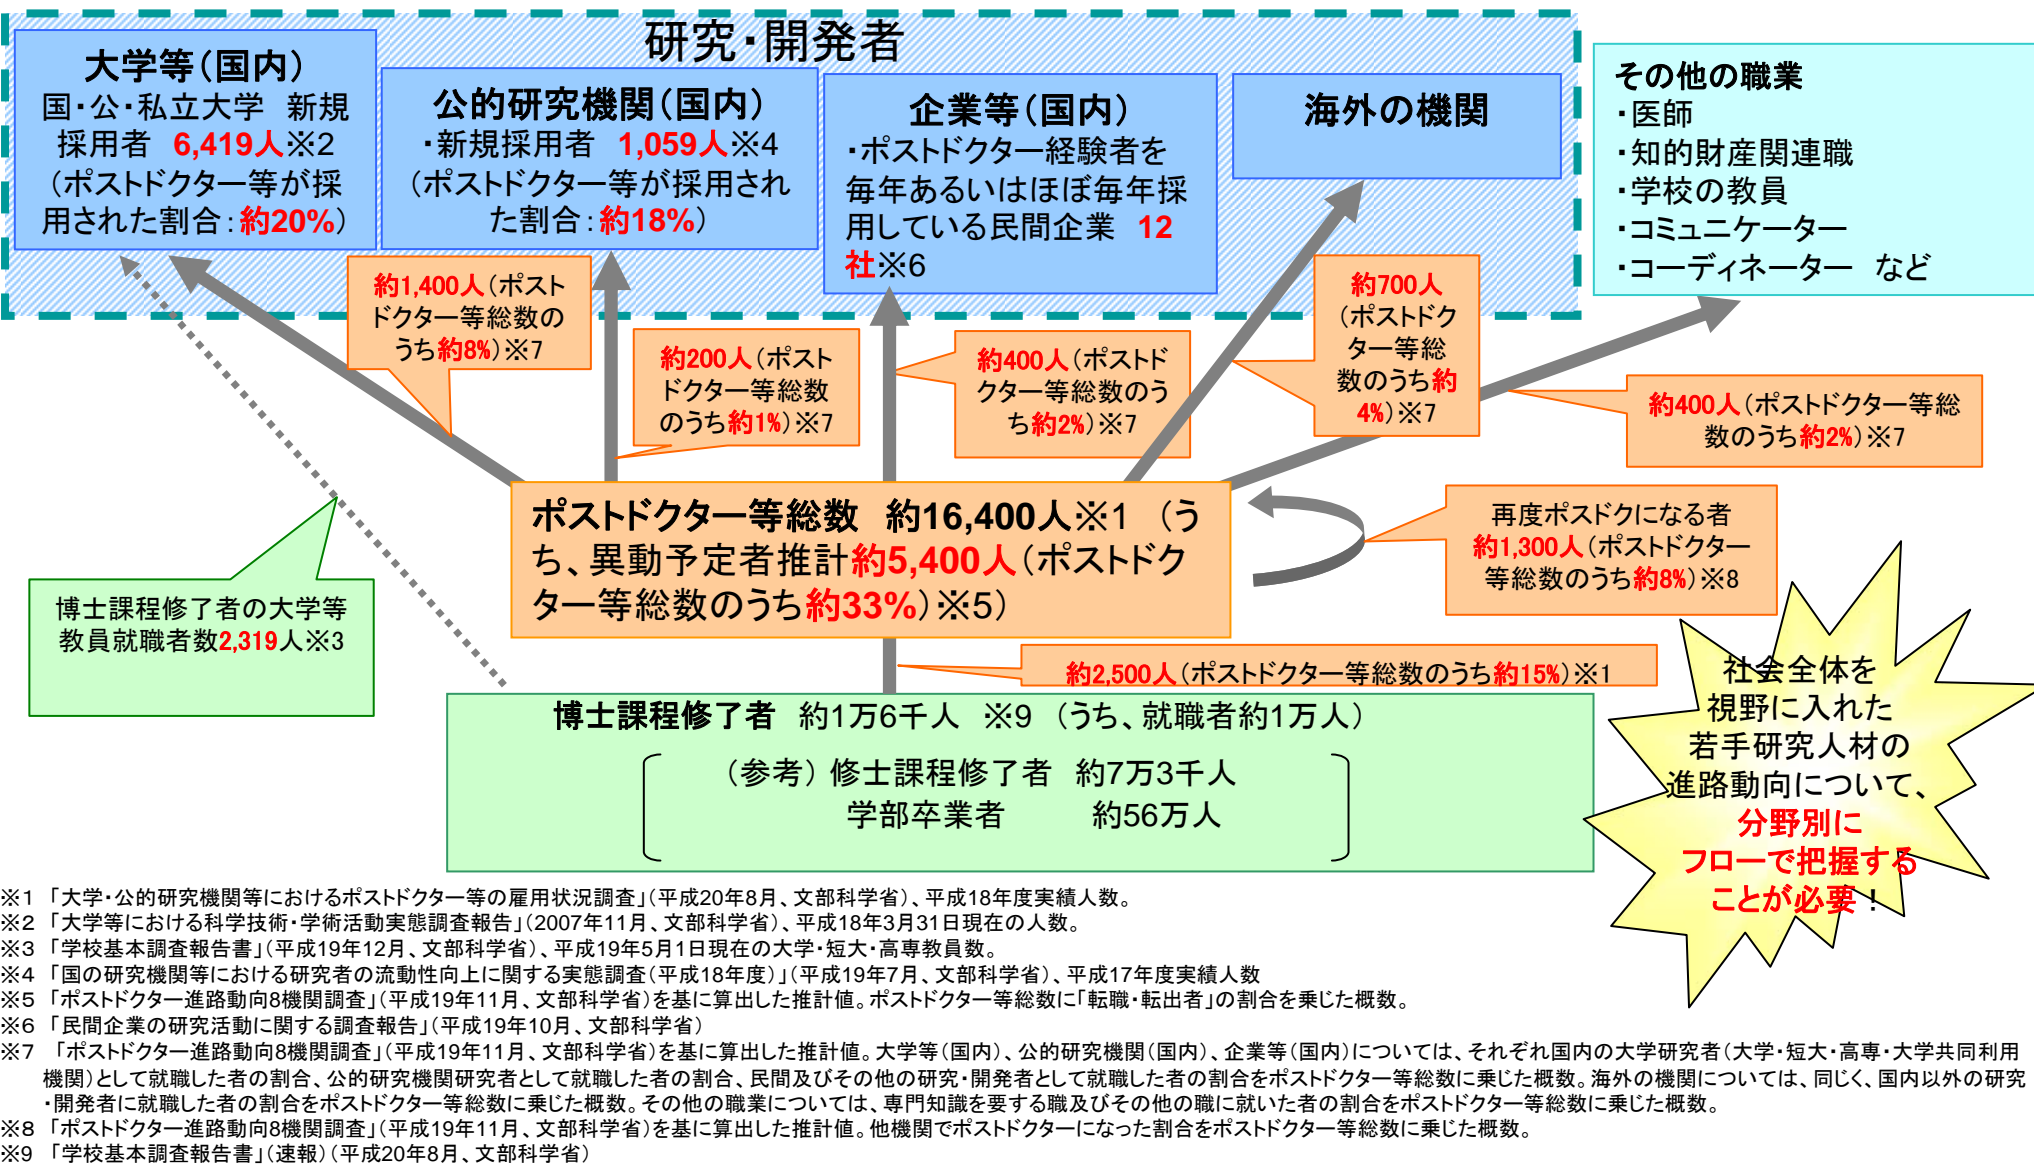 研究・開発者
大学等（国内）
国・公・私立大学　新規
採用者　6,419人※2
（ポストドクター等が採
用された割合：約20%）
公的研究機関（国内）
・新規採用者　1,059人※4
（ポストドクター等が採用され
た割合：約18%）
企業等（国内）
・ポストドクター経験者を
毎年あるいはほぼ毎年採
用している民間企業　12
社※6
海外の機関
その他の職業
・医師
・知的財産関連職
・学校の教員
・コミュニケーター
・コーディネーター　など
約1,400人（ポスト
ドクター等総数の
うち約8%）※7
約200人（ポスト
ドクター等総数
のうち約1%）※7
約400人（ポストド
クター等総数のう
ち約2%）※7
約700人
（ポストドク
ター等総
数のうち約
4%）※7
約400人（ポストドクター等総
数のうち約2%）※7
ポストドクター等総数　約16,400人※1　（う
ち、異動予定者推計約5,400人（ポストドク
ター等総数のうち約33%）※5）
再度ポスドクになる者
約1,300人（ポストドクター
等総数のうち約8%）※8
博士課程修了者の大学等
教員就職者数2,319人※3
約2,500人（ポストドクター等総数のうち約15%）※1
博士課程修了者　約1万6千人　※9　（うち、就職者約1万人）
（参考）修士課程修了者　約7万3千人
学部卒業者　　　約56万人
社会全体を
視野に入れた
若手研究人材の
進路動向について、
分野別に
フローで把握する
ことが必要！
※1　「大学・公的研究機関等におけるポストドクター等の雇用状況調査」（平成20年8月、文部科学省）、平成18年度実績人数。
※2　「大学等における科学技術・学術活動実態調査報告」（2007年11月、文部科学省）、平成18年3月31日現在の人数。
※3　「学校基本調査報告書」（平成19年12月、文部科学省）、平成19年5月1日現在の大学・短大・高専教員数。
※4　「国の研究機関等における研究者の流動性向上に関する実態調査（平成18年度）」（平成19年7月、文部科学省）、平成17年度実績人数
※5　「ポストドクター進路動向8機関調査」（平成19年11月、文部科学省）を基に算出した推計値。ポストドクター等総数に「転職・転出者」の割合を乗じた概数。
※6　「民間企業の研究活動に関する調査報告」（平成19年10月、文部科学省）
※7　「ポストドクター進路動向8機関調査」（平成19年11月、文部科学省）を基に算出した推計値。大学等（国内）、公的研究機関（国内）、企業等（国内）については、それぞれ国内の大学研究者（大学・短大・高専・大学共同利用
機関）として就職した者の割合、公的研究機関研究者として就職した者の割合、民間及びその他の研究・開発者として就職した者の割合をポストドクター等総数に乗じた概数。海外の機関については、同じく、国内以外の研究
・開発者に就職した者の割合をポストドクター等総数に乗じた概数。その他の職業については、専門知識を要する職及びその他の職に就いた者の割合をポストドクター等総数に乗じた概数。
※8　「ポストドクター進路動向8機関調査」（平成19年11月、文部科学省）を基に算出した推計値。他機関でポストドクターになった割合をポストドクター等総数に乗じた概数。
※9　「学校基本調査報告書」（速報）（平成20年8月、文部科学省）